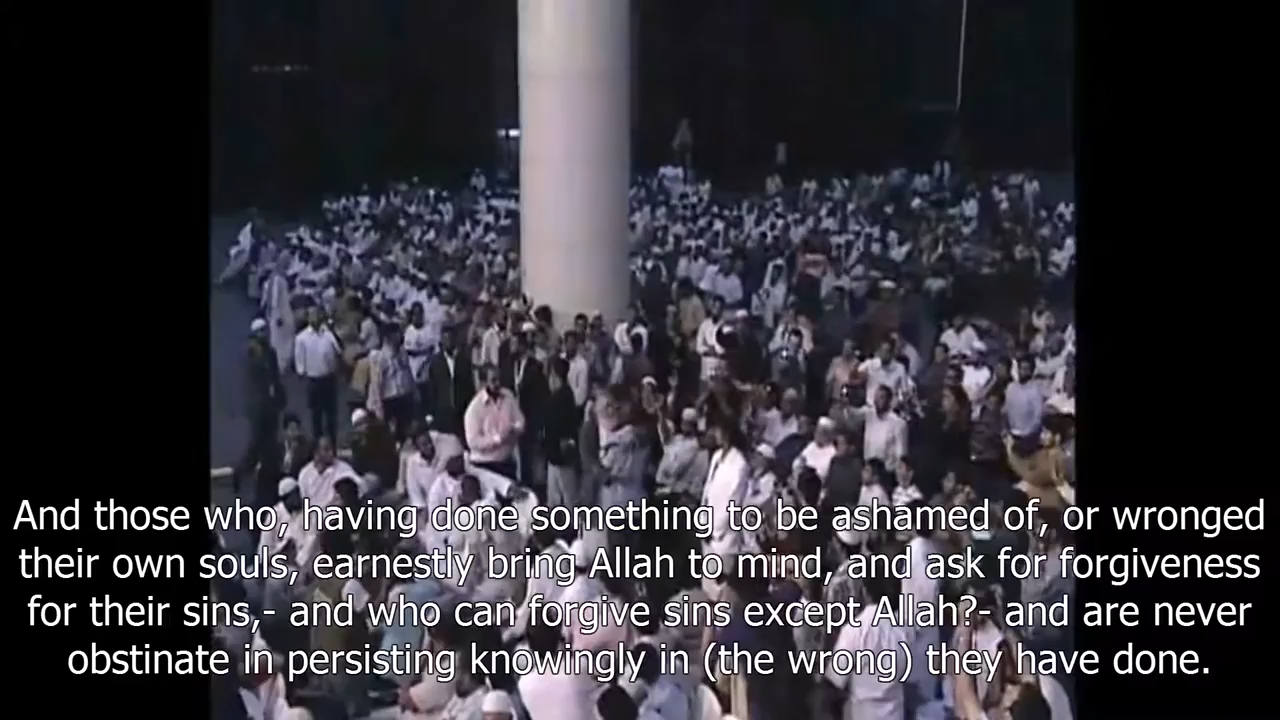 And those who, having done something to be ashamed of, or wronged
their own souls, earnestly bring Allah to mind, and ask for forgiveness
for their sins,- and who can forgive sins except Allah?- and are never
obstinate in persisting knowingly in (the wrong) they have done.